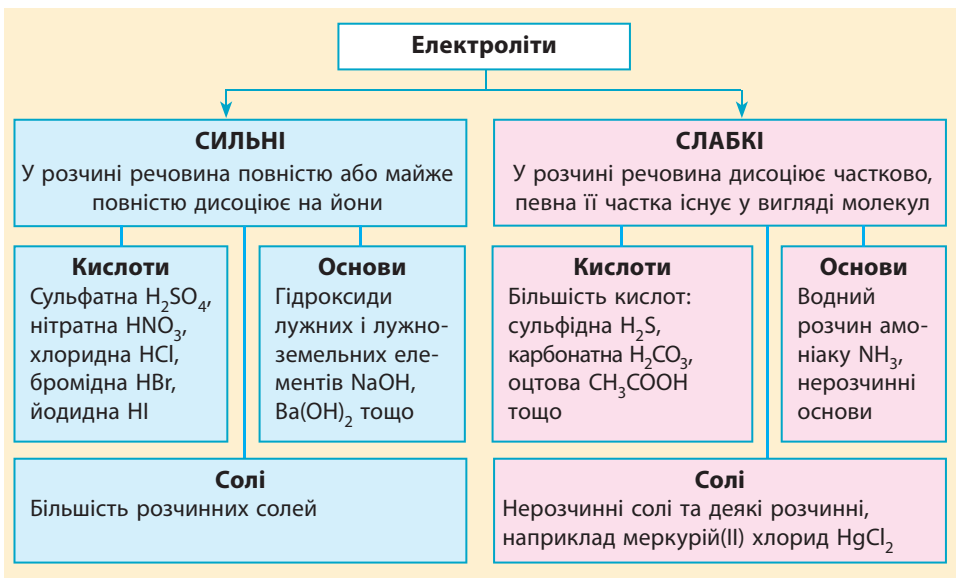 Електроліти
СИЛЬНІ
У розчині речовина повністю або майже
повністю дисоціює на йони
Кислоти
Сульфатна H₂SO₄,
нітратна HNO₃,
хлоридна HCl,
бромідна HBr,
йодидна HI
Основи
Гідроксиди
лужних і лужно-
земельних еле-
ментів NaOH,
Ba(OH)₂ тощо
Солі
Більшість розчинних солей
СЛАБКІ
У розчині речовина дисоціює частково,
певна її частка існує у вигляді молекул
Кислоти
Більшість кислот:
сульфідна H₂S,
карбонатна H₂CO₃,
оцтова CH₃COOH
тощо
Основи
Водний
розчин амо-
ніаку NH₃,
нерозчинні
основи
Солі
Нерозчинні солі та деякі розчинні,
наприклад меркурій(II) хлорид HgCl₂